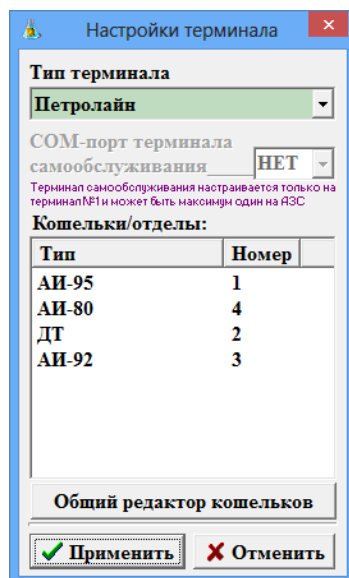 Настройки терминала
Тип терминала
Петролайн
COM-порт терминала
самообслуживания____ НЕТ
Терминал самообслуживания настраивается только на
терминал№1 и может быть максимум один на АЗС
Кошельки/отделы:
Тип Номер
АИ-95 1
АИ-80 4
ДТ 2
АИ-92 3
Общий редактор кошельков
Применить Отменить